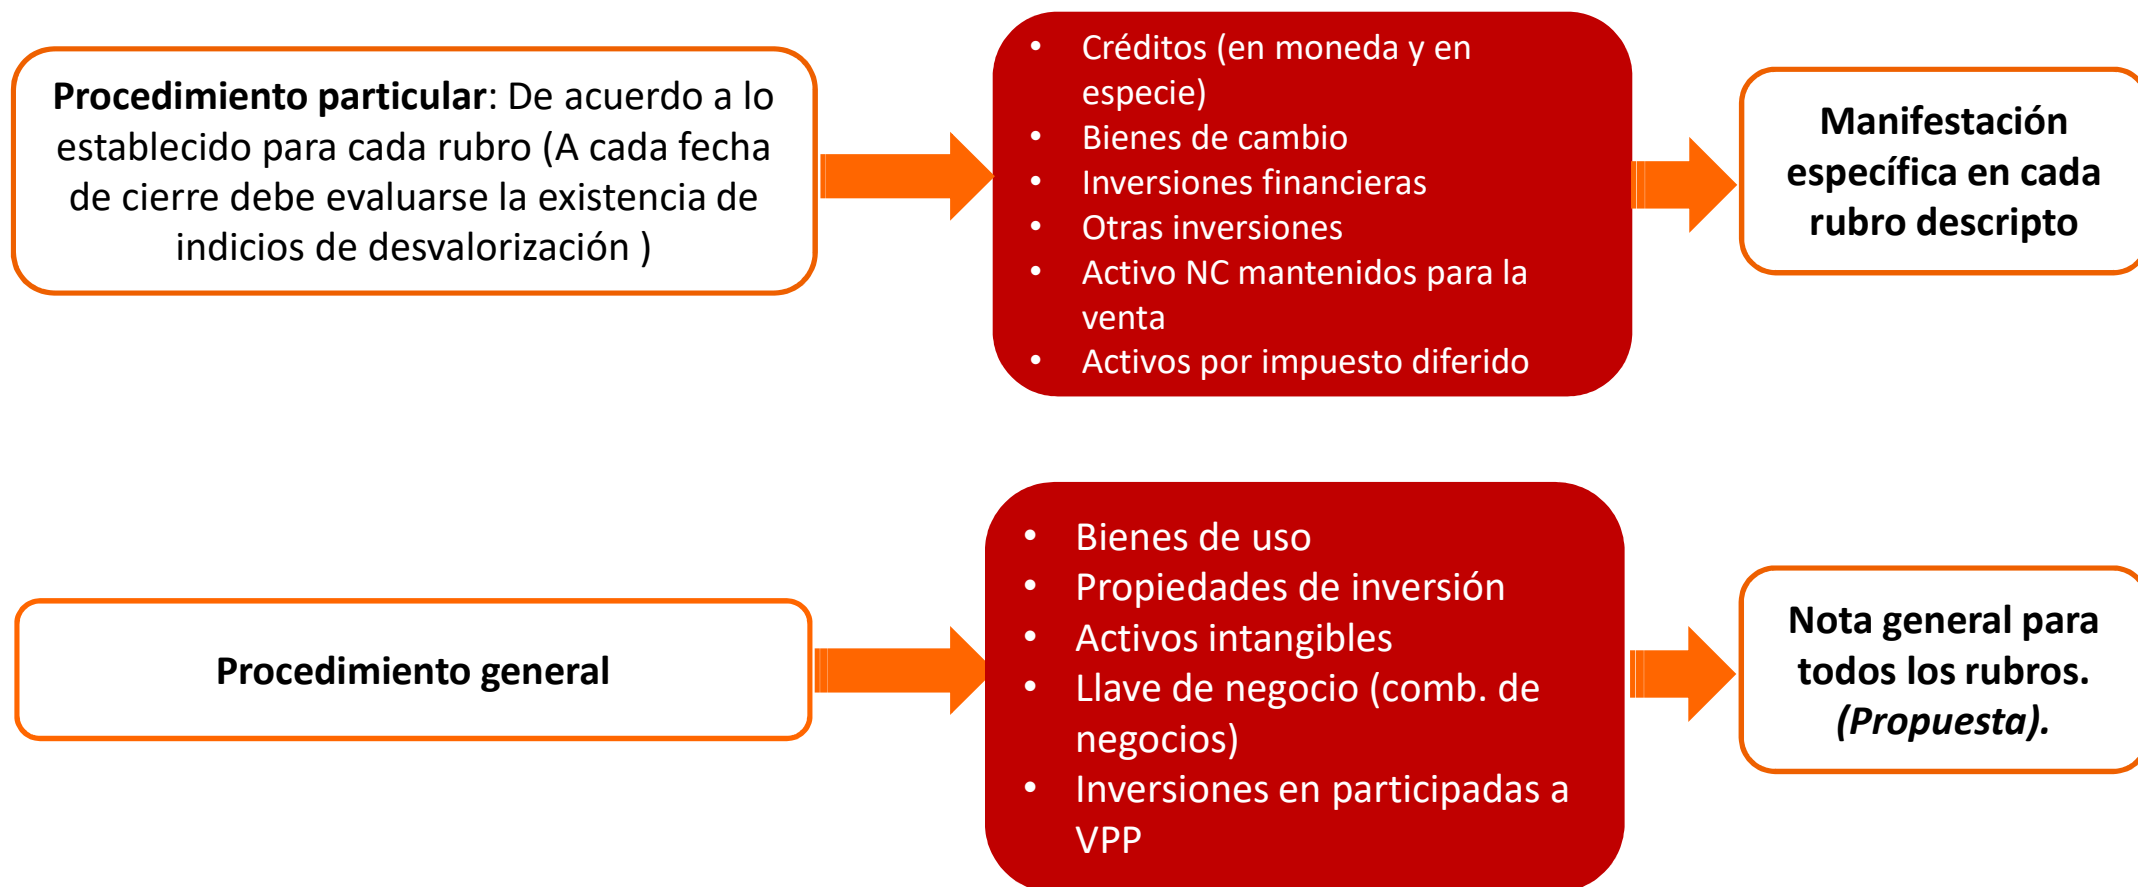 Procedimiento particular: De acuerdo a lo
establecido para cada rubro (A cada fecha
de cierre debe evaluarse la existencia de
indicios de desvalorización )
• Créditos (en moneda y en
especie)
• Bienes de cambio
• Inversiones financieras
• Otras inversiones
• Activo NC mantenidos para la
venta
• Activos por impuesto diferido
Manifestación
específica en cada
rubro descripto
Procedimiento general
• Bienes de uso
• Propiedades de inversión
• Activos intangibles
• Llave de negocio (comb. de
negocios)
• Inversiones en participadas a
VPP
Nota general para
todos los rubros.
(Propuesta).